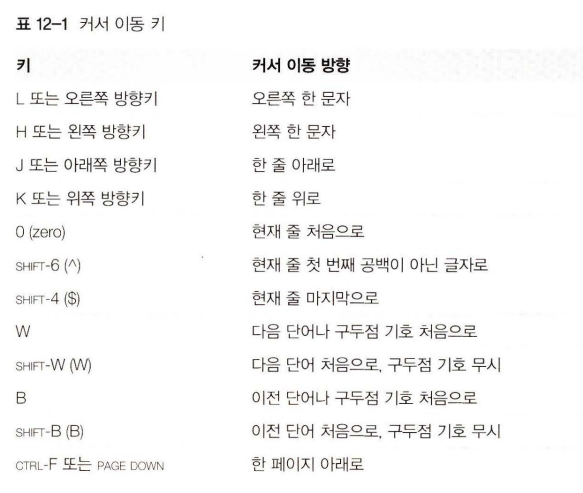 표 12–1 커서 이동 키
키 커서 이동 방향
L 또는 오른쪽 방향키 오른쪽 한 문자
H 또는 왼쪽 방향키 왼쪽 한 문자
J 또는 아래쪽 방향키 한 줄 아래로
K 또는 위쪽 방향키 한 줄 위로
0 (zero) 현재 줄 처음으로
SHIFT-6 (^) 현재 줄 첫 번째 공백이 아닌 글자로
SHIFT-4 ($) 현재 줄 마지막으로
W 다음 단어나 구두점 기호 처음으로
SHIFT-W (W) 다음 단어 처음으로, 구두점 기호 무시
B 이전 단어나 구두점 기호 처음으로
SHIFT-B (B) 이전 단어 처음으로, 구두점 기호 무시
CTRL-F 또는 PAGE DOWN 한 페이지 아래로